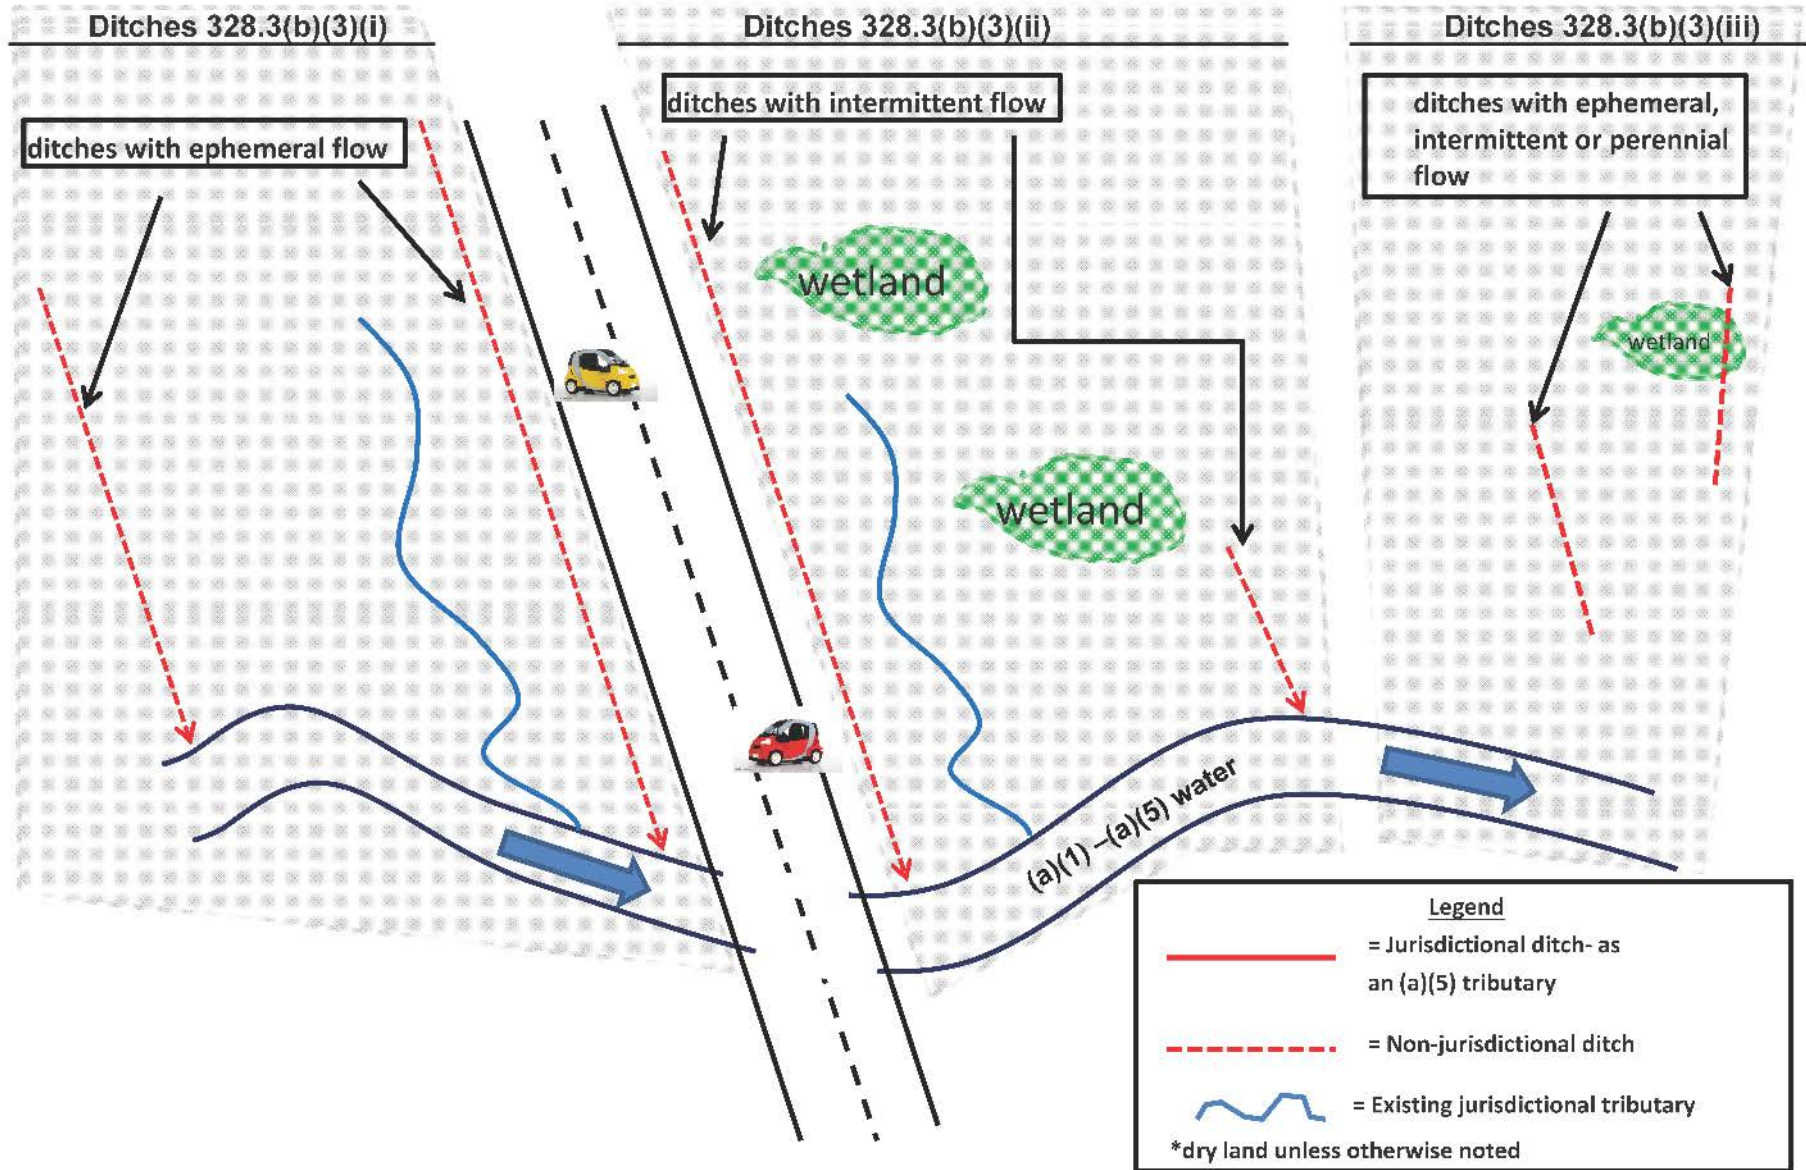 Ditches 328.3(b)(3)(i)
Ditches 328.3(b)(3)(ii)
Ditches 328.3(b)(3)(iii)
ditches with ephemeral flow
ditches with intermittent flow
ditches with ephemeral,
intermittent or perennial
flow
wetland
wetland
wetland
(a)(1) –(a)(5) water
Legend
= Jurisdictional ditch- as
an (a)(5) tributary
= Non-jurisdictional ditch
= Existing jurisdictional tributary
*dry land unless otherwise noted